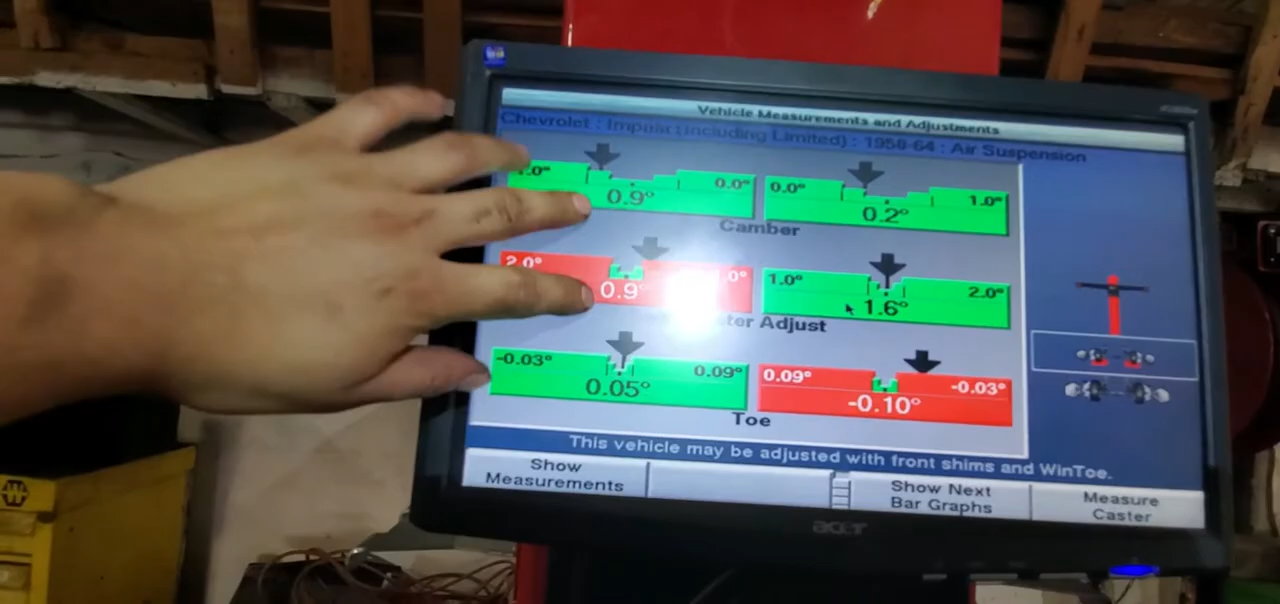 Vehicle Measurements and Adjustments
Chevrolet : Impala (including Limited) : 1958-64 : Air Suspension
.0° 0.0° 0.0° 1.0°
0.9° 0.2°
Camber
2.0° .0° 1.0° 2.0°
0.9° 1.6°
ter Adjust
-0.03° 0.09° 0.09° -0.03°
0.05° -0.10°
Toe
This vehicle may be adjusted with front shims and WinToe.
Show Measurements
Show Next Bar Graphs
Measure Caster
acer